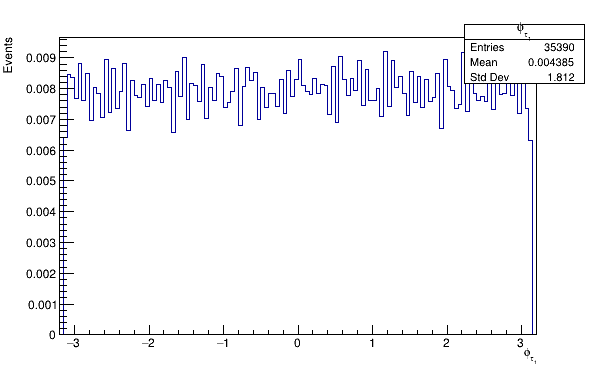 ϕτ₁
Entries 35390
Mean 0.004385
Std Dev 1.812
Events
0.009
0.008
0.007
0.006
0.005
0.004
0.003
0.002
0.001
0
−3 −2 −1 0 1 2 3
ϕτ₁